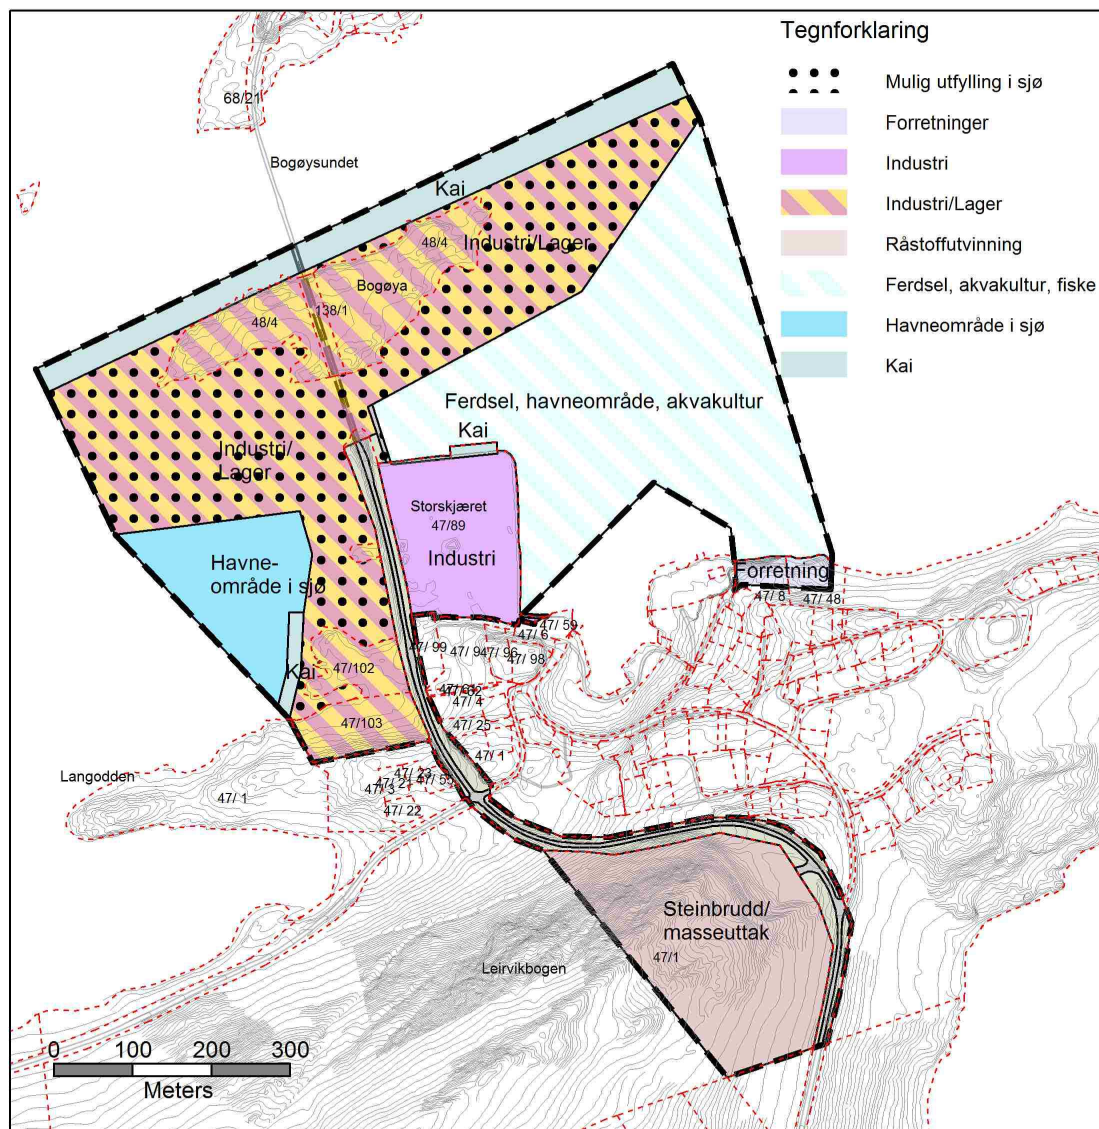 Tegnforklaring
Mulig utfylling i sjø
Forretninger
Industri
Industri/Lager
Råstoffutvinning
Ferdsel, akvakultur, fiske
Havneområde i sjø
Kai
68/21
Bogøysundet
Kai
48/4
Industri/Lager
Bogøya
138/1
48/4
Ferdsel, havneområde, akvakultur
Kai
Industri/
Lager
Storskjæret
47/89
Industri
Havne-
område i sjø
Forretning
47/ 8
47/ 48
47/ 59
47/ 6
47/ 99
47/ 9
47/ 96
47/ 98
47/102
Kai
47/ 4
47/103
47/ 25
47/ 1
Langodden
47/ 1
47/ 23
47/ 2
47/ 55
47/ 3
47/ 22
Steinbrudd/
masseuttak
47/1
Leirvikbogen
0 100 200 300
Meters